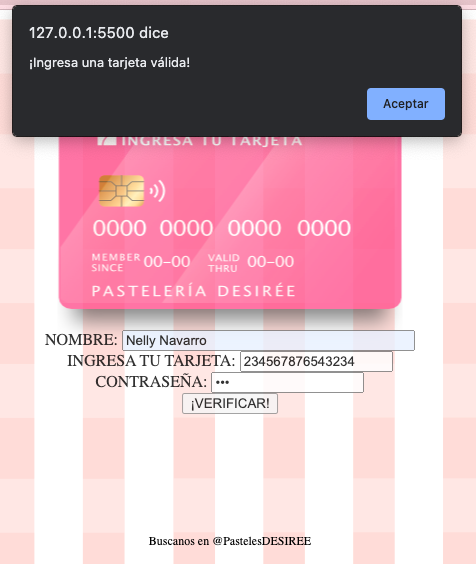 127.0.0.1:5500 dice
¡Ingresa una tarjeta válida!
Aceptar
INGRESA TU TARJETA
0000 0000 0000 0000
MEMBER SINCE 00-00 VALID THRU 00-00
PASTELERÍA DESIRÉE
NOMBRE: Nelly Navarro
INGRESA TU TARJETA: 234567876543234
CONTRASEÑA: •••
¡VERIFICAR!
Buscanos en @PastelesDESIREE